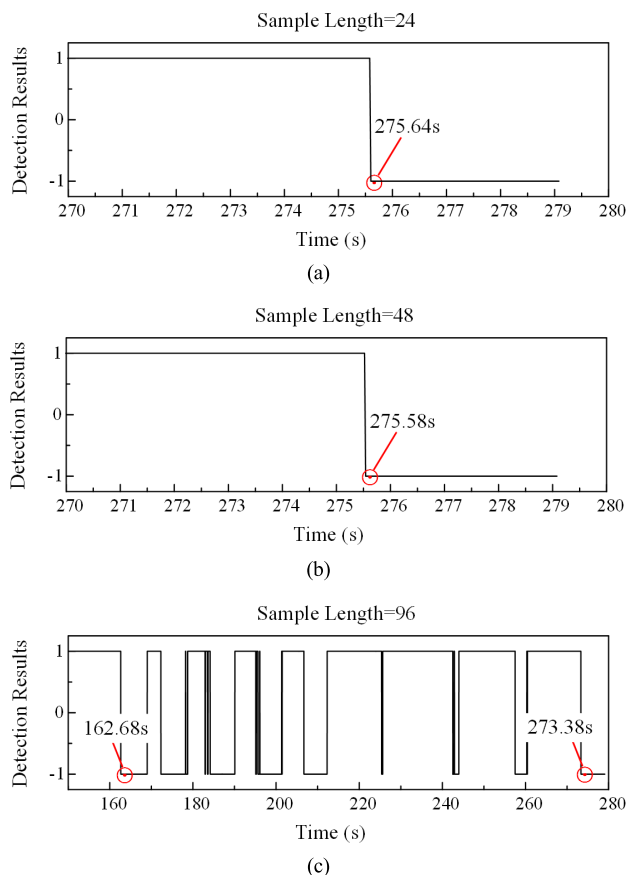 Sample Length=24
Detection Results
1
0
-1
275.64s
270 271 272 273 274 275 276 277 278 279 280
Time (s)
(a)
Sample Length=48
Detection Results
1
0
-1
275.58s
270 271 272 273 274 275 276 277 278 279 280
Time (s)
(b)
Sample Length=96
Detection Results
1
0
-1
162.68s
273.38s
160 180 200 220 240 260 280
Time (s)
(c)